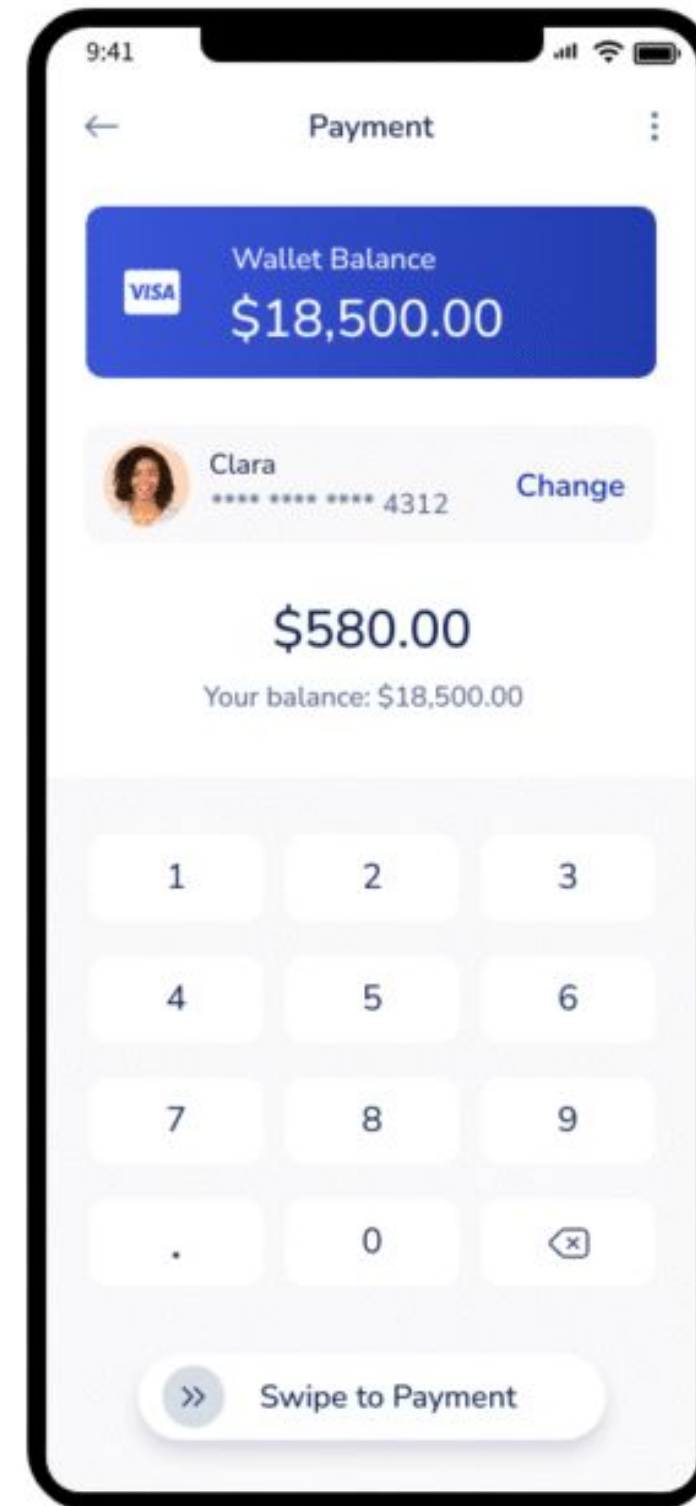 9:41
Payment
Wallet Balance
VISA
$18,500.00
Clara
**** **** **** 4312
Change
$580.00
Your balance: $18,500.00
1 2 3
4 5 6
7 8 9
. 0
Swipe to Payment